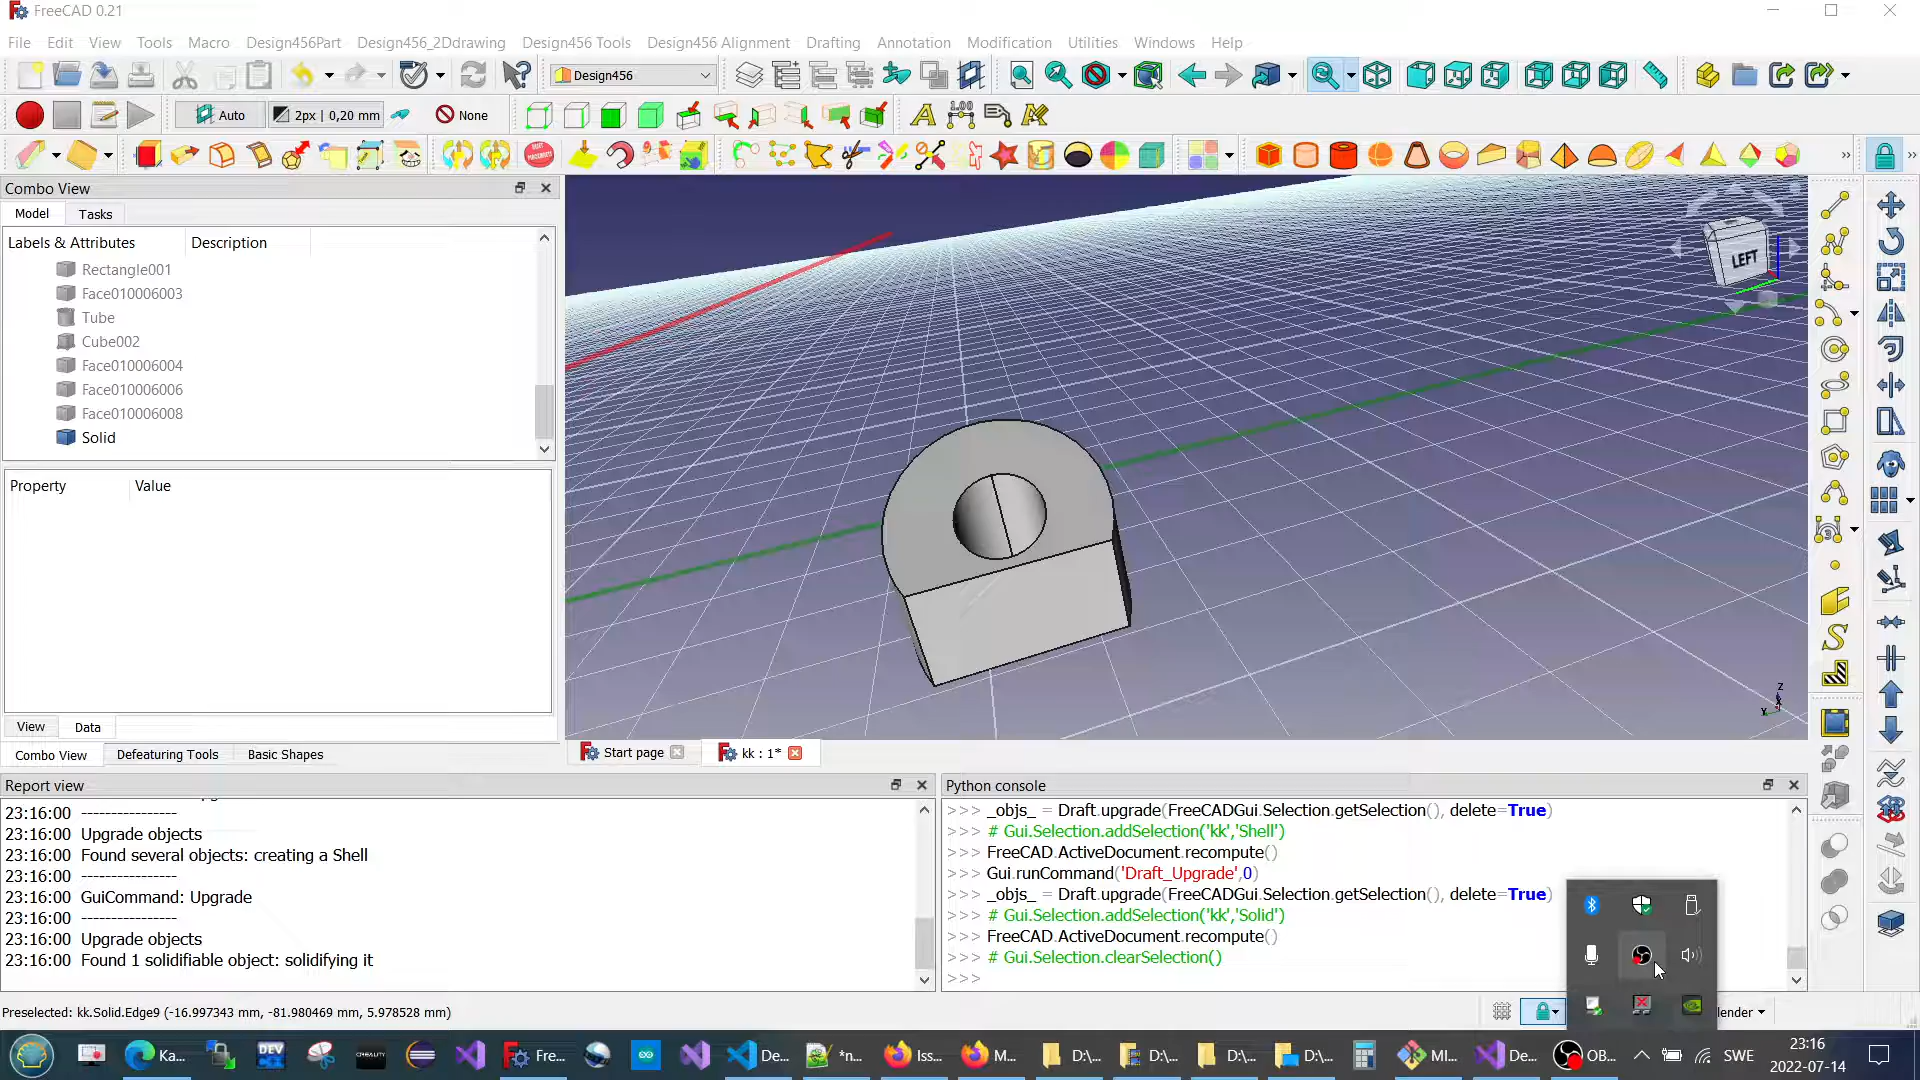 FreeCAD 0.21
File Edit View Tools Macro Design456Part Design456_2Ddrawing Design456 Tools Design456 Alignment Drafting Annotation Modification Utilities Windows Help
Design456
Auto 2px | 0,20 mm None
1.00
Combo View
Model Tasks
Labels & Attributes Description
Rectangle001
Face010006003
Tube
Cube002
Face010006004
Face010006006
Face010006008
Solid
Property Value
View Data
Combo View Defeaturing Tools Basic Shapes
LEFT
Z
Y
Start page kk : 1*
Report view
23:16:00 ----------------
23:16:00 Upgrade objects
23:16:00 Found several objects: creating a Shell
23:16:00 ----------------
23:16:00 GuiCommand: Upgrade
23:16:00 ----------------
23:16:00 Upgrade objects
23:16:00 Found 1 solidifiable object: solidifying it
Python console
>>> _objs_ = Draft.upgrade(FreeCADGui.Selection.getSelection(), delete=True)
>>> # Gui.Selection.addSelection('kk','Shell')
>>> FreeCAD.ActiveDocument.recompute()
>>> Gui.runCommand('Draft_Upgrade',0)
>>> _objs_ = Draft.upgrade(FreeCADGui.Selection.getSelection(), delete=True)
>>> # Gui.Selection.addSelection('kk','Solid')
>>> FreeCAD.ActiveDocument.recompute()
>>> # Gui.Selection.clearSelection()
>>>
Preselected: kk.Solid.Edge9 (-16.997343 mm, -81.980469 mm, 5.978528 mm)
lender
Ka... DEV CREALITY Fre... De... *n... Iss... M... D:\... D:\... D:\... D:\... MI... De... OB... SWE
23:16
2022-07-14